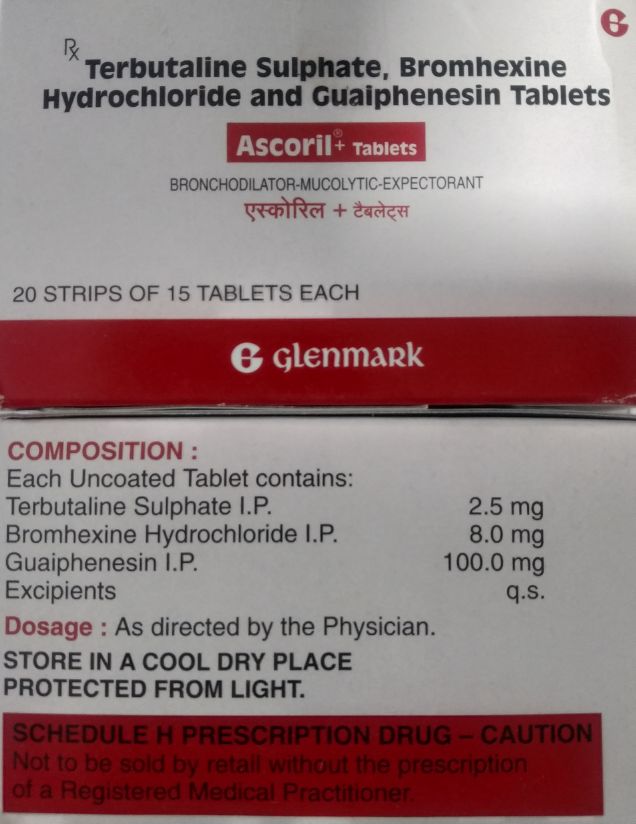 Rx
Terbutaline Sulphate, Bromhexine
Hydrochloride and Guaiphenesin Tablets
Ascoril®+ Tablets
BRONCHODILATOR-MUCOLYTIC-EXPECTORANT
एस्कोरिल + टैबलेट्स
20 STRIPS OF 15 TABLETS EACH
G glenmark
COMPOSITION :
Each Uncoated Tablet contains:
Terbutaline Sulphate I.P. 2.5 mg
Bromhexine Hydrochloride I.P. 8.0 mg
Guaiphenesin I.P. 100.0 mg
Excipients q.s.
Dosage : As directed by the Physician.
STORE IN A COOL DRY PLACE
PROTECTED FROM LIGHT.
SCHEDULE H PRESCRIPTION DRUG – CAUTION
Not to be sold by retail without the prescription
of a Registered Medical Practitioner.